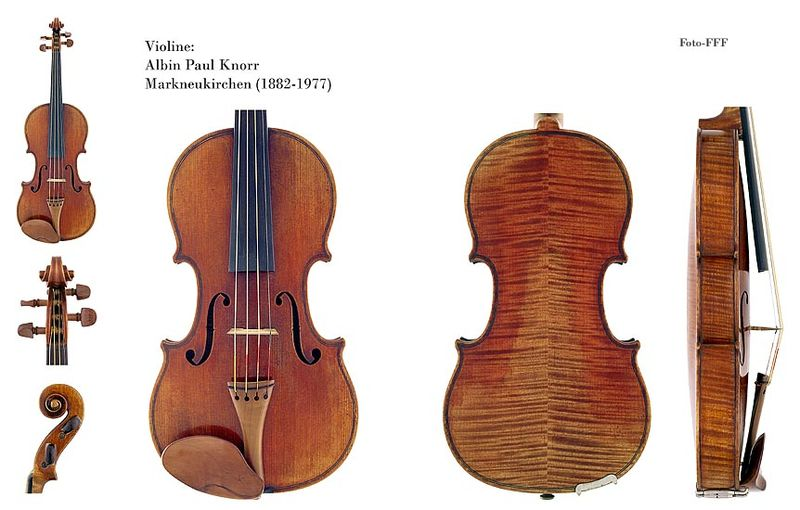 Violine:
Albin Paul Knorr
Markneukirchen (1882-1977)
Foto-FFF